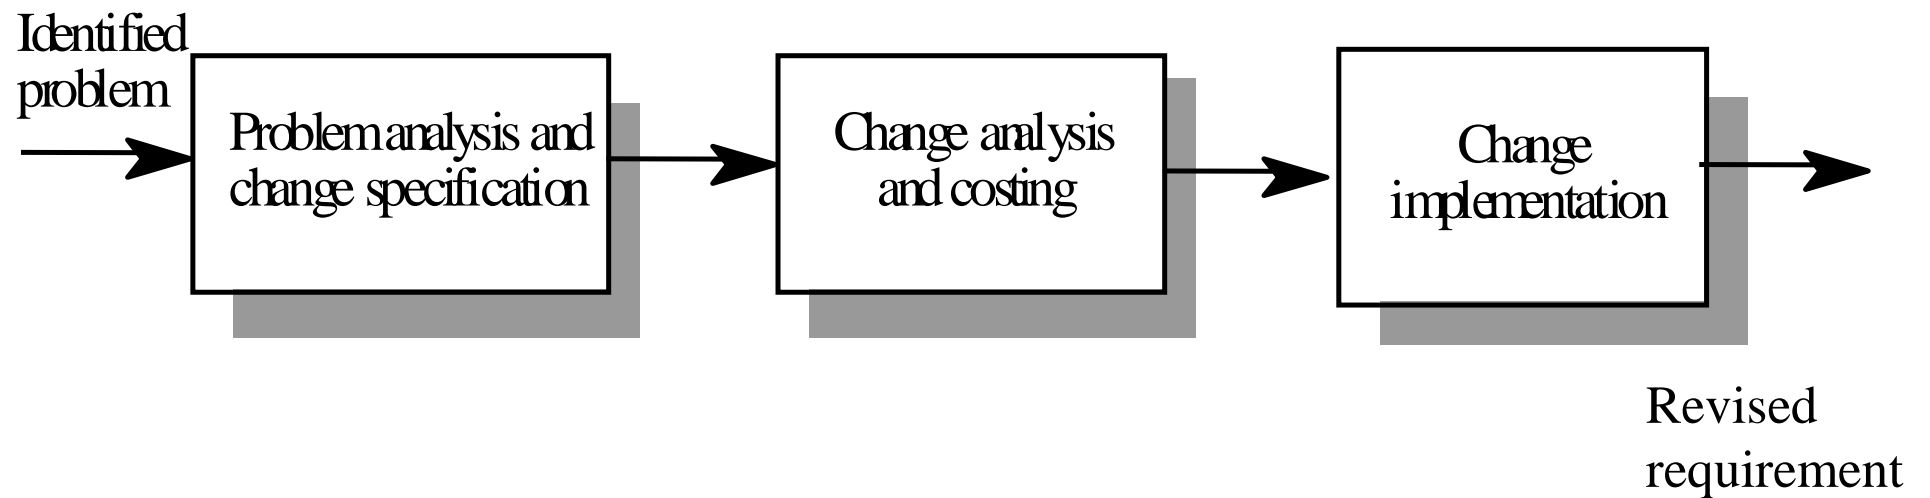 Identified
problem
Problem analysis and
change specification
Change analysis
and costing
Change
implementation
Revised
requirement